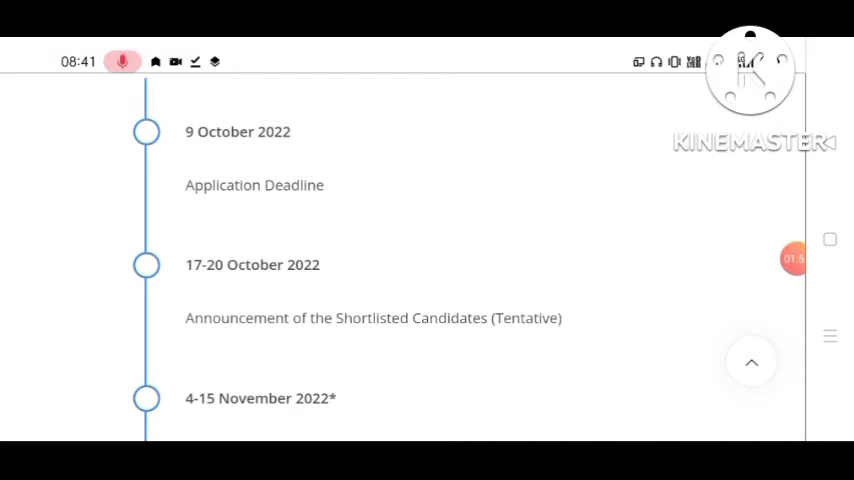 08:41
KINEMASTER
9 October 2022
Application Deadline
17-20 October 2022
Announcement of the Shortlisted Candidates (Tentative)
4-15 November 2022*